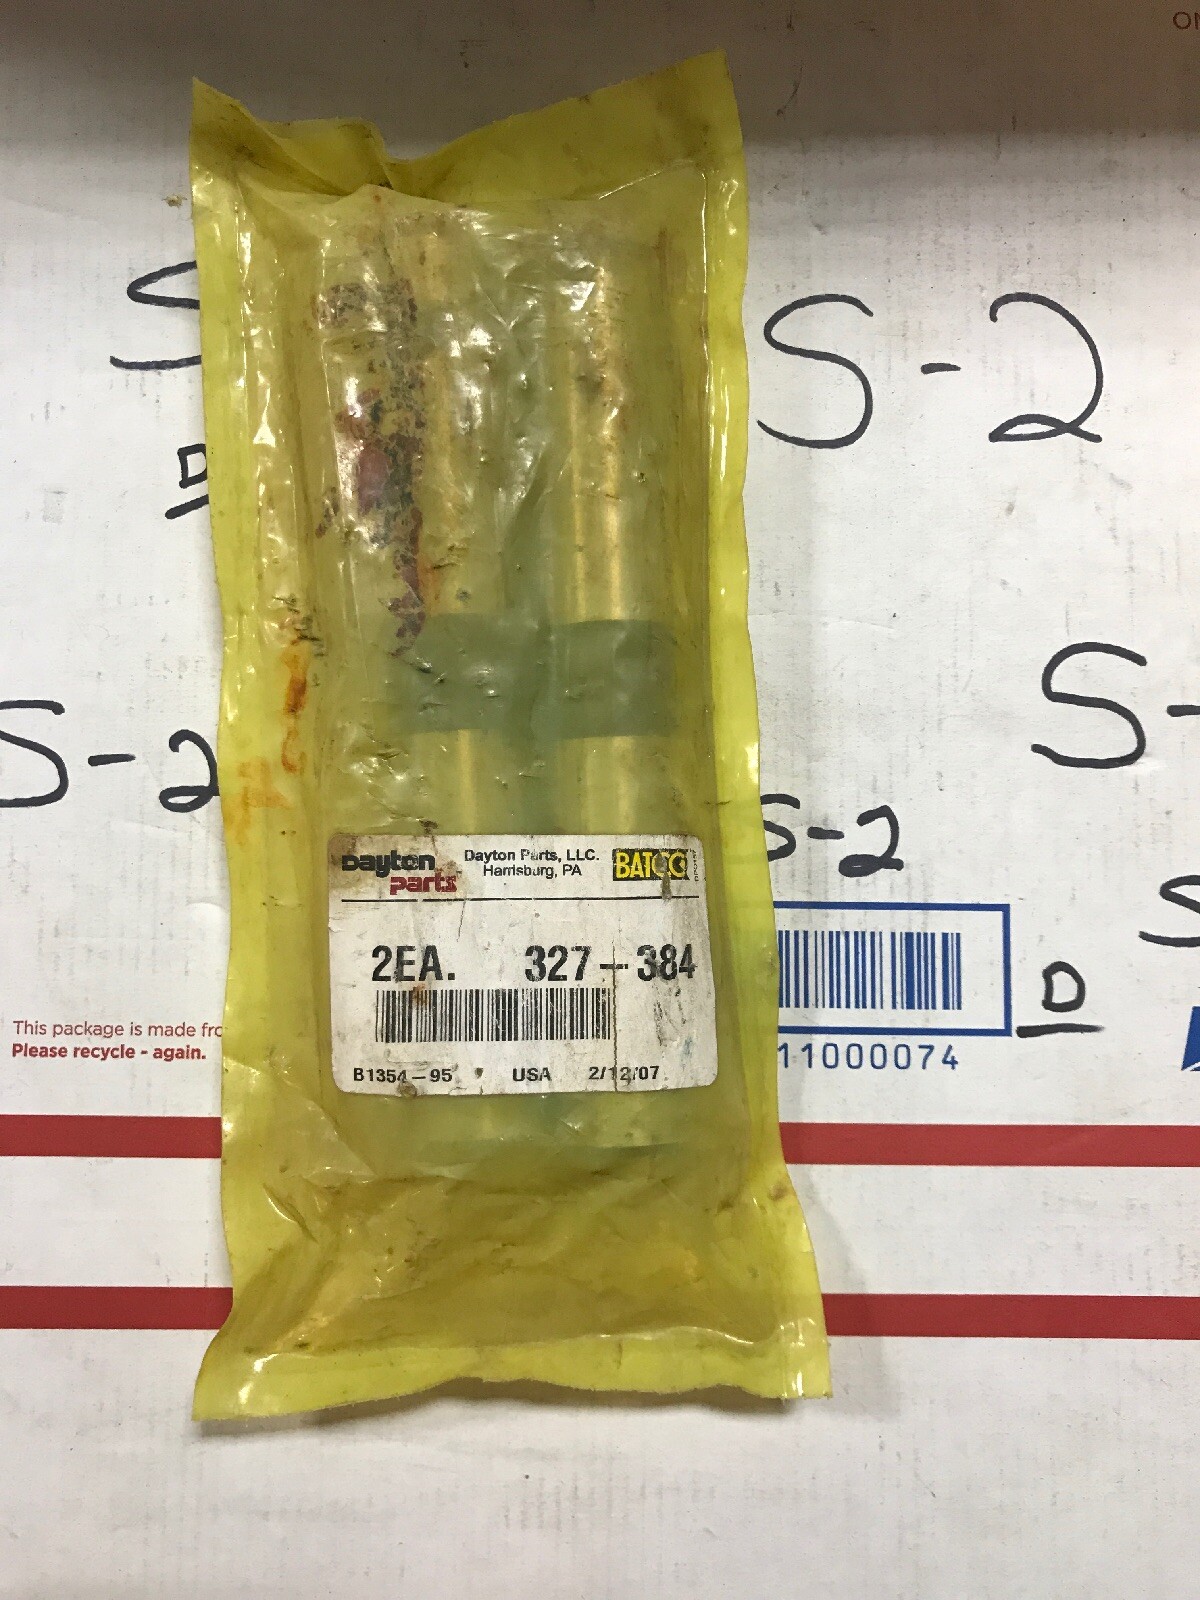 ON
S
S-2
D
S-
S-2
S-2
Dayton
parts
Dayton Parts, LLC.
Harrisburg, PA
BATCO
S
2EA. 327-384
D
This package is made fro
Please recycle - again.
11000074
B1354-95 USA 2/12/07